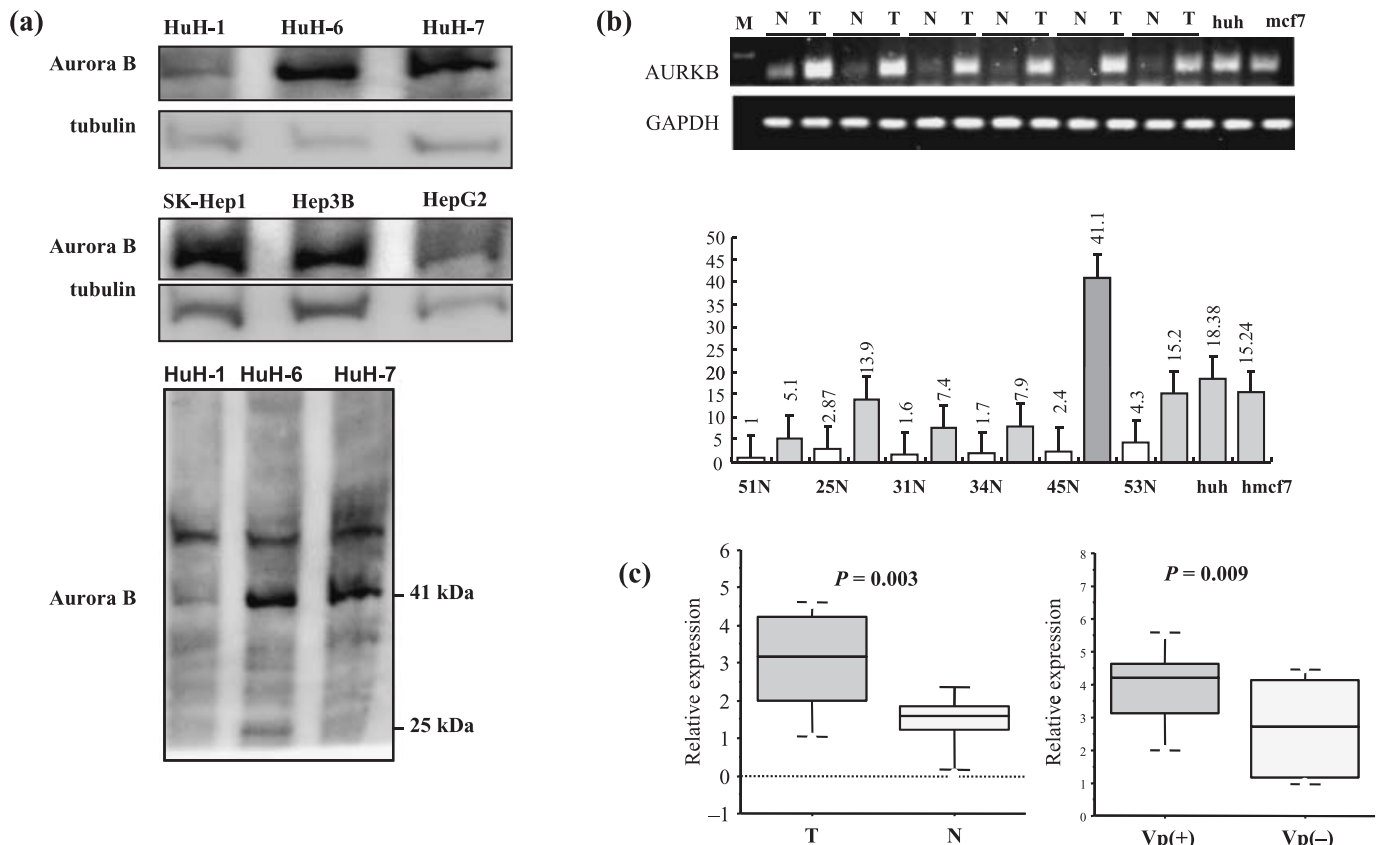 (a)
HuH-1 HuH-6 HuH-7
Aurora B
tubulin
SK-Hep1 Hep3B HepG2
Aurora B
tubulin
HuH-1 HuH-6 HuH-7
Aurora B
41 kDa
25 kDa
(b)
M N T N T N T N T N T N T huh mcf7
AURKB
GAPDH
50
45
40
35
30
25
20
15
10
5
0
1 5.1 2.87 13.9 1.6 7.4 1.7 7.9 2.4 41.1 4.3 15.2 18.38 15.24
51N 25N 31N 34N 45N 53N huh hmcf7
(c)
Relative expression
6
5
4
3
2
1
0
–1
P = 0.003
T N
Relative expression
8
7
6
5
4
3
2
1
0
P = 0.009
Vp(+) Vp(–)